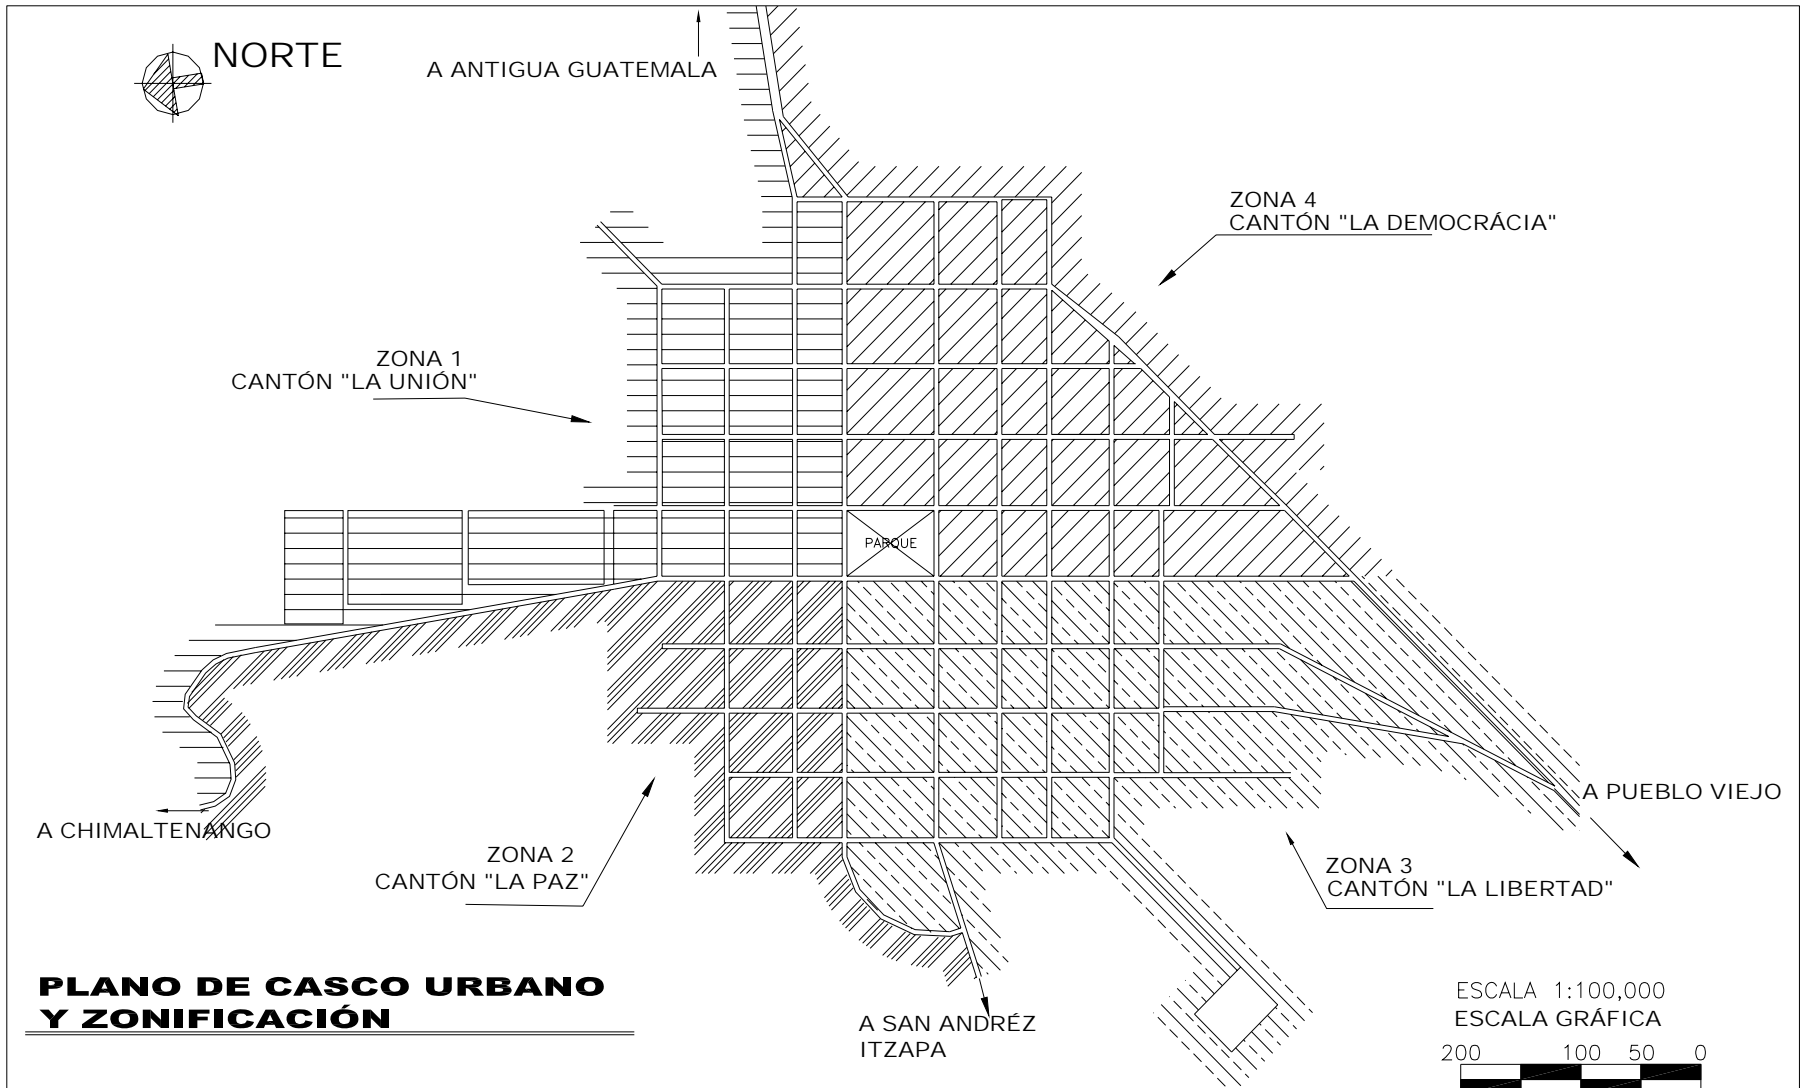 NORTE
A ANTIGUA GUATEMALA
ZONA 4
CANTÓN "LA DEMOCRÁCIA"
ZONA 1
CANTÓN "LA UNIÓN"
PARQUE
A PUEBLO VIEJO
A CHIMALTENANGO
ZONA 2
CANTÓN "LA PAZ"
ZONA 3
CANTÓN "LA LIBERTAD"
PLANO DE CASCO URBANO
Y ZONIFICACIÓN
A SAN ANDRÉZ
ITZAPA
ESCALA 1:100,000
ESCALA GRÁFICA
200 100 50 0